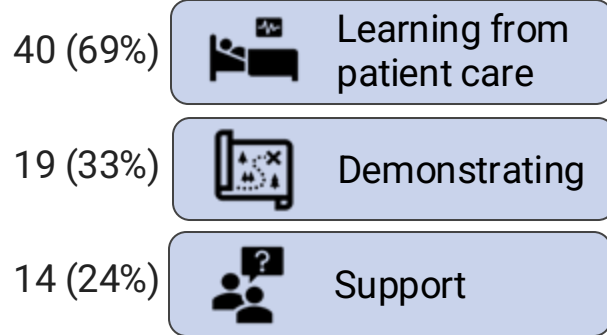 40 (69%)
Learning from
patient care
19 (33%)
Demonstrating
14 (24%)
?
Support